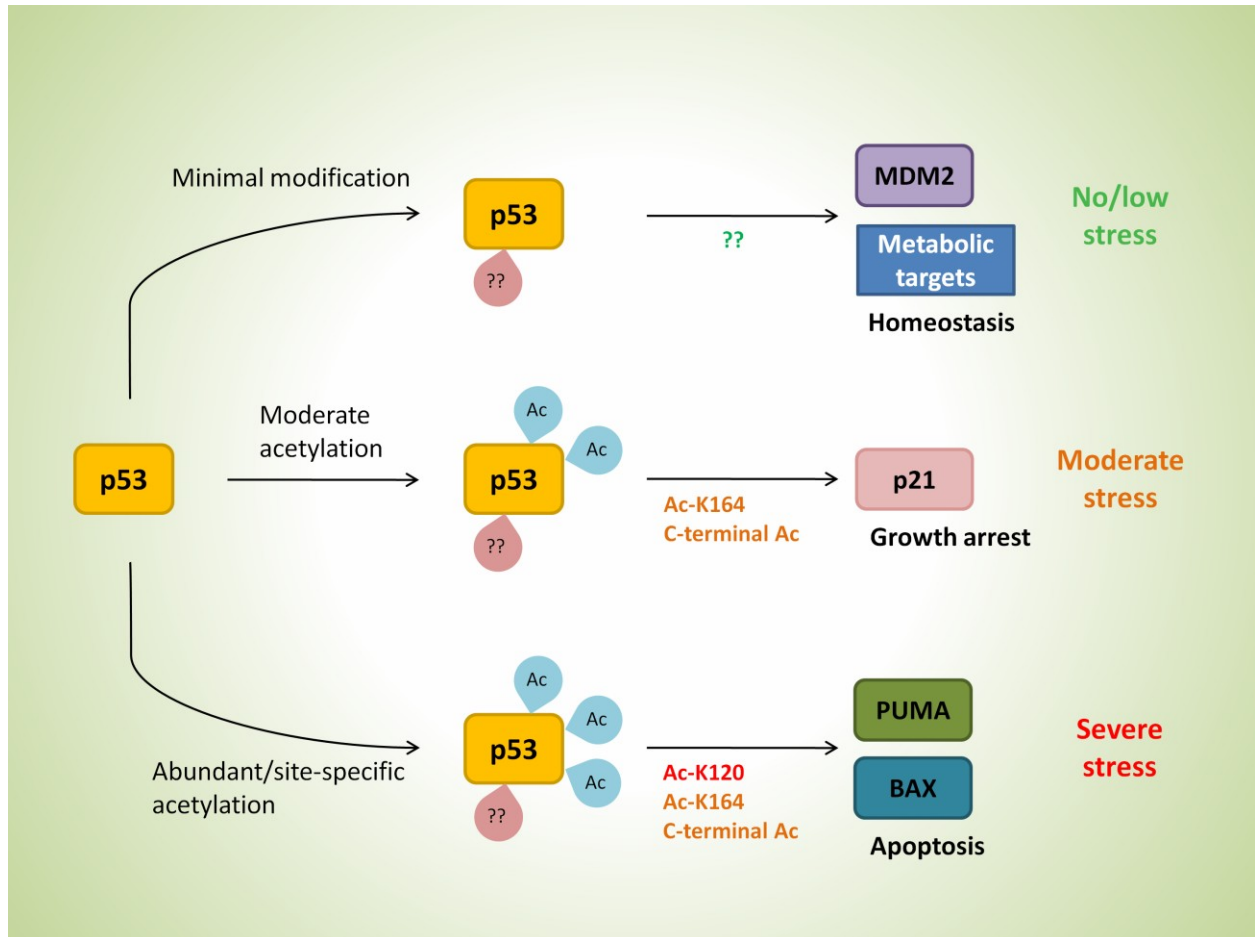 Minimal modification
p53
??
??
MDM2
Metabolic
targets
Homeostasis
No/low
stress
p53
Moderate
acetylation
Ac
Ac
p53
??
Ac-K164
C-terminal Ac
p21
Growth arrest
Moderate
stress
Abundant/site-specific
acetylation
Ac
Ac
Ac
p53
??
Ac-K120
Ac-K164
C-terminal Ac
PUMA
BAX
Apoptosis
Severe
stress